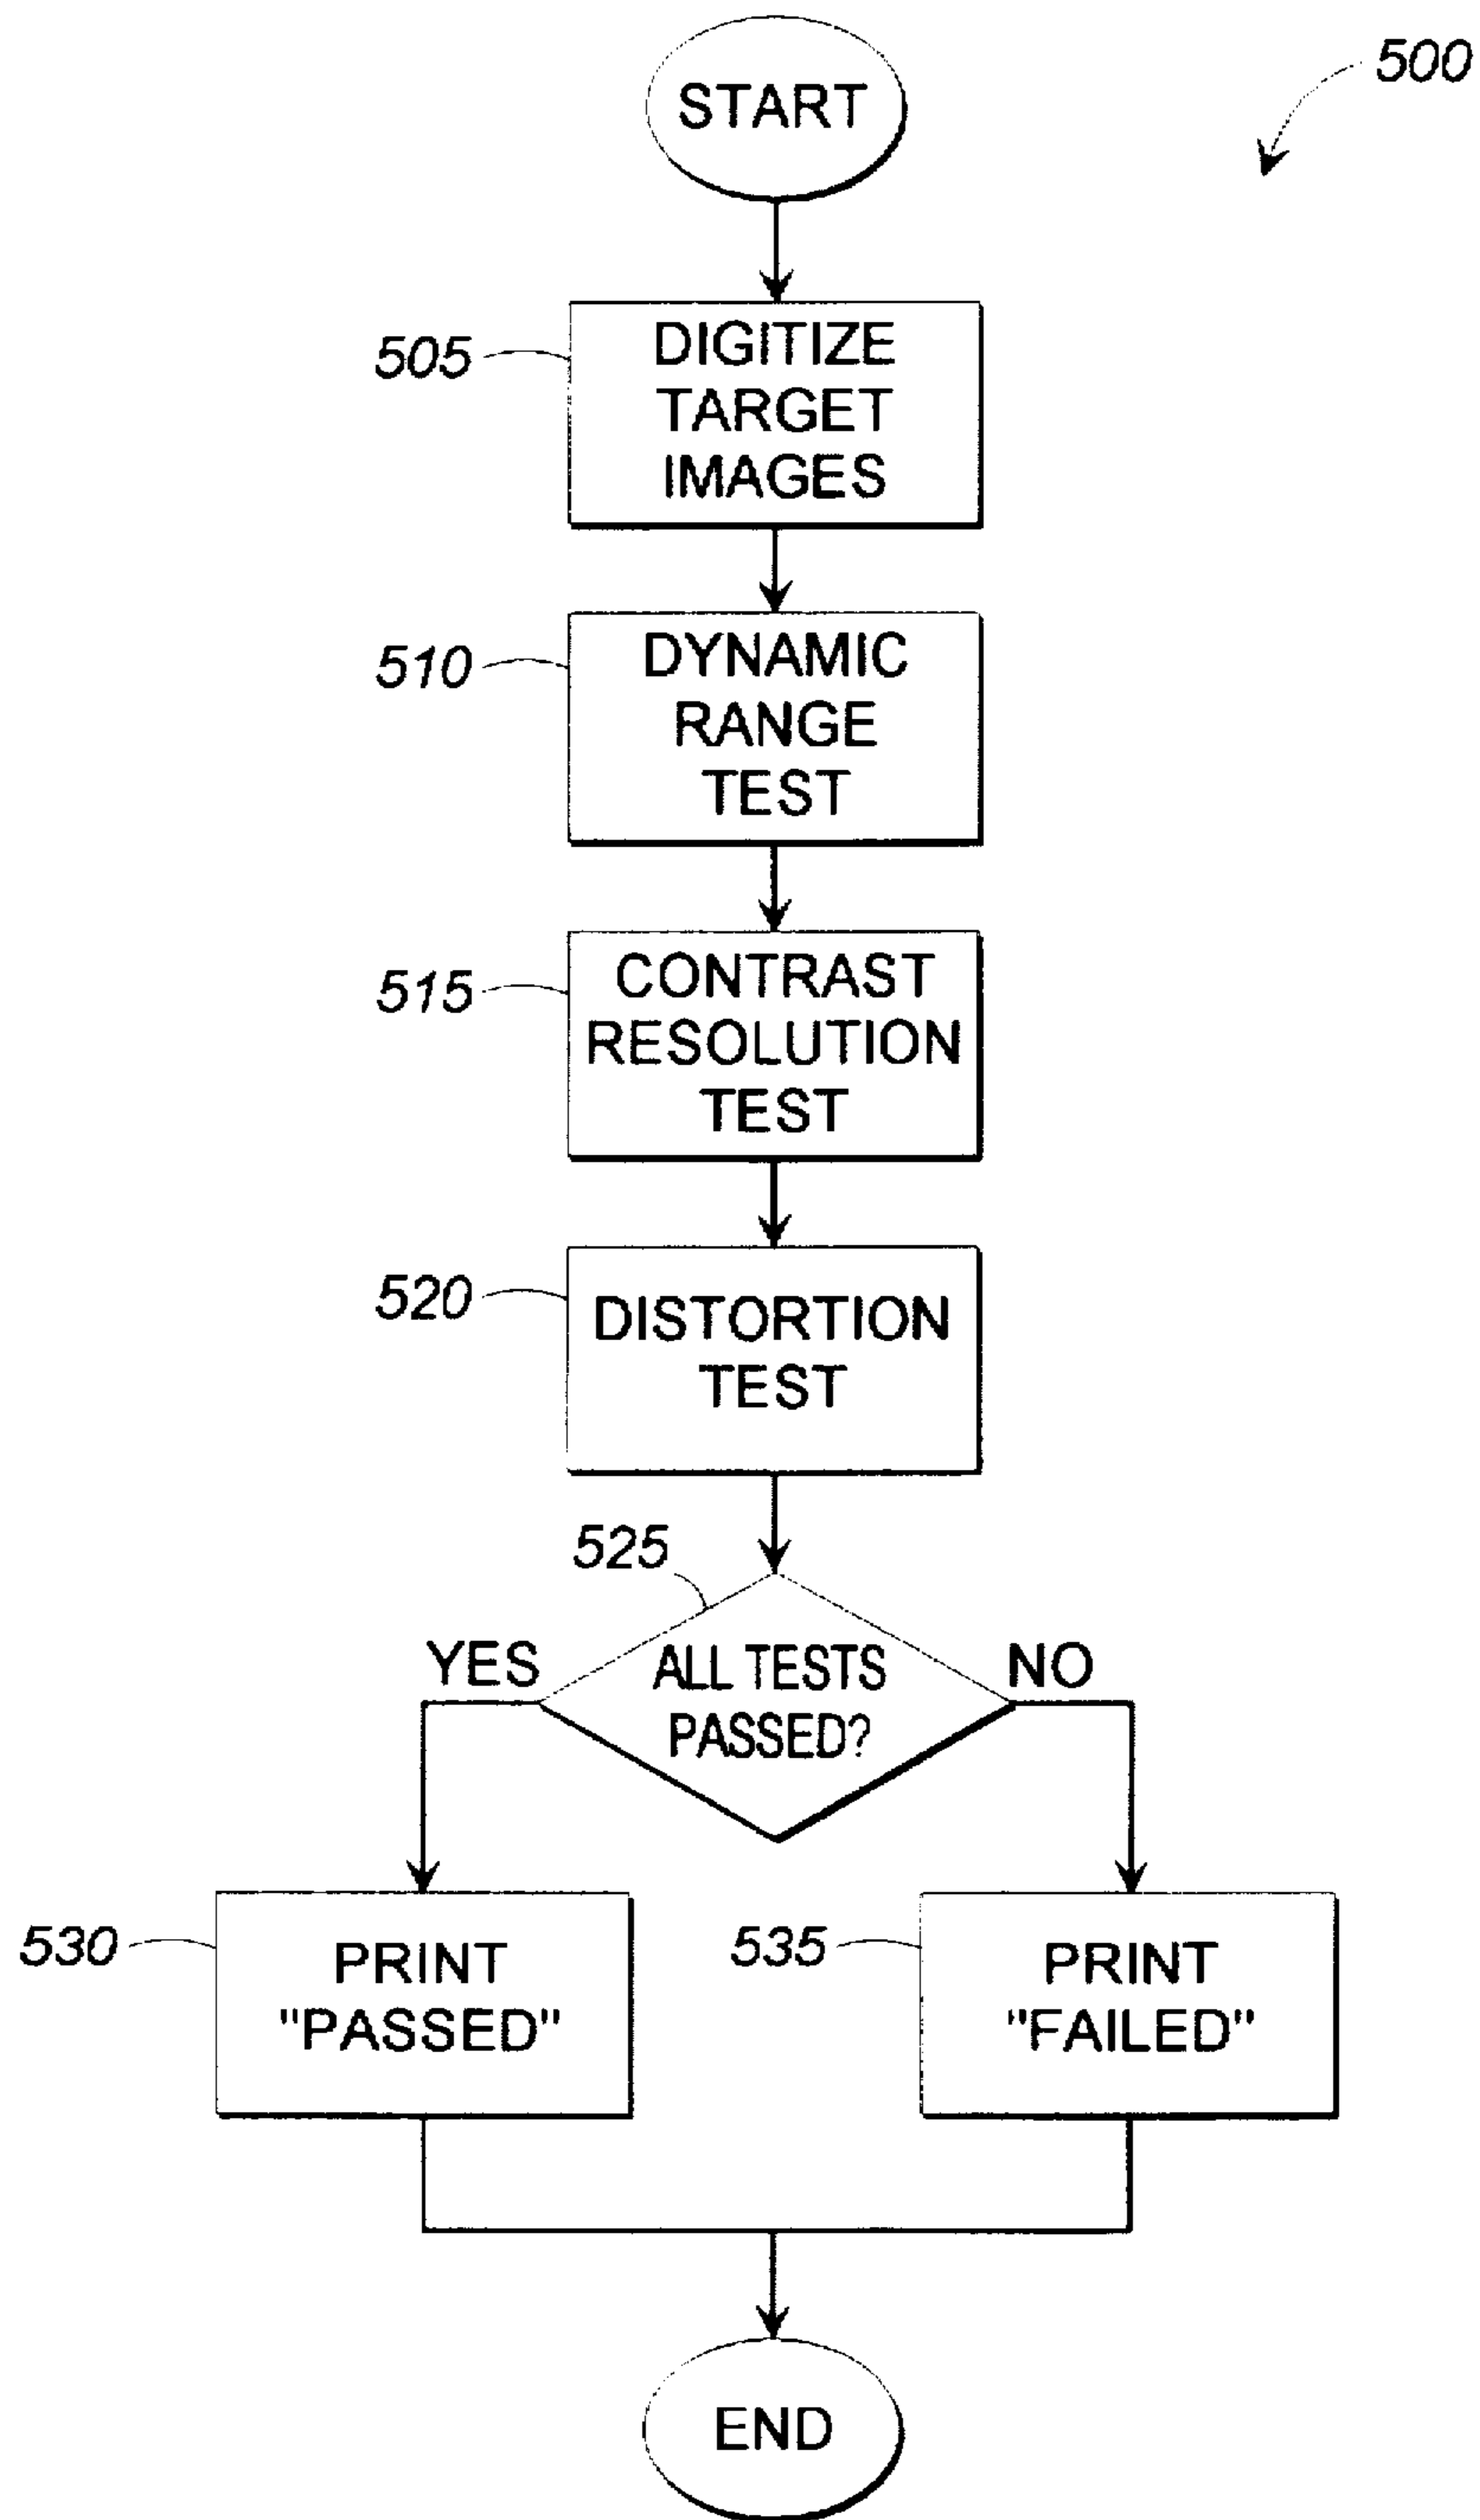 START
500
505
DIGITIZE
TARGET
IMAGES
510
DYNAMIC
RANGE
TEST
515
CONTRAST
RESOLUTION
TEST
520
DISTORTION
TEST
525
YES
ALL TESTS
PASSED?
NO
530
PRINT
"PASSED"
535
PRINT
"FAILED"
END